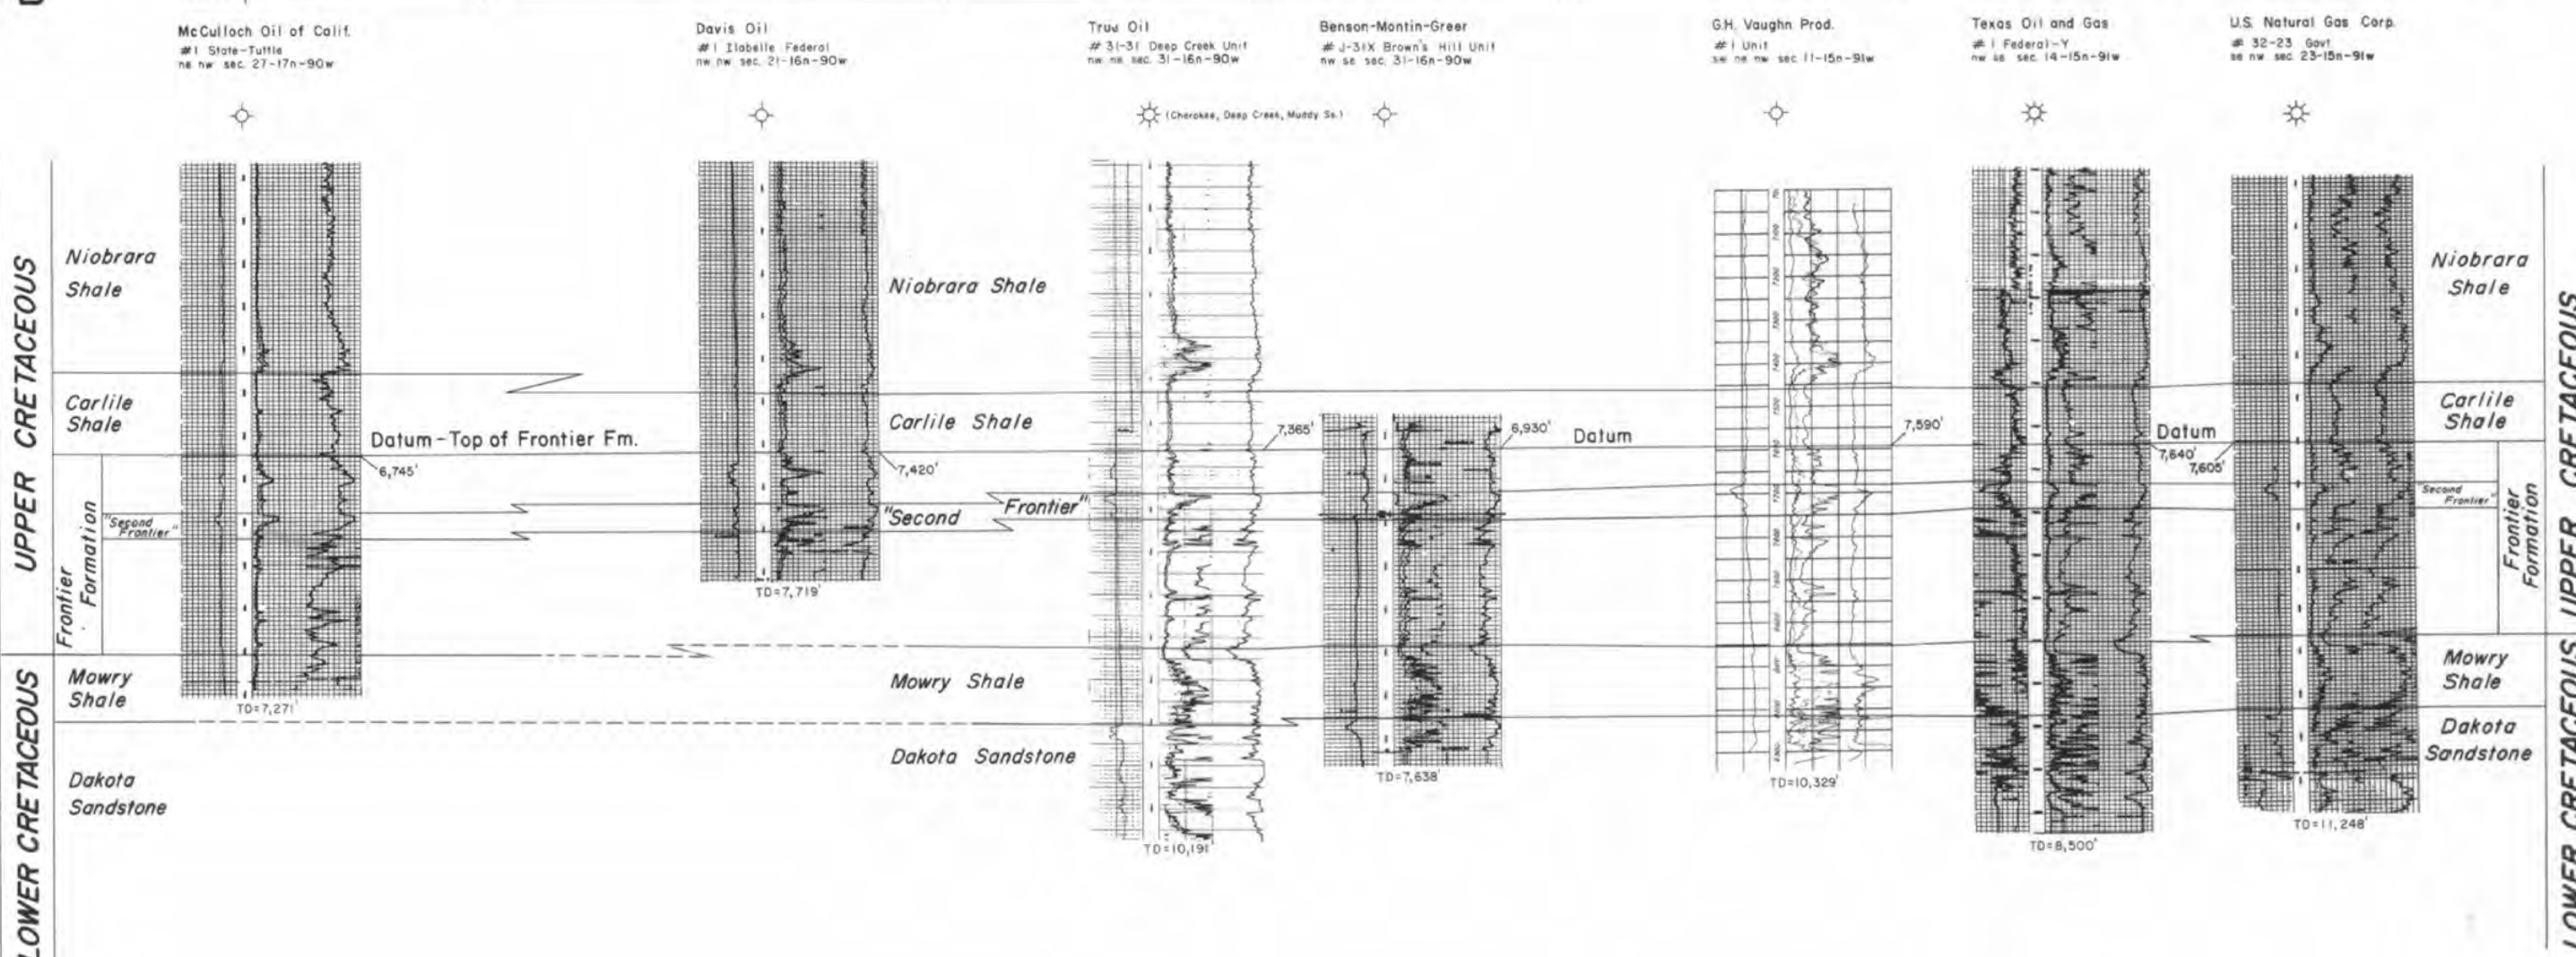 McCulloch Oil of Calif.
#1 State-Tuttle
ne nw sec. 27-17n-90w
Davis Oil
#1 Ilabelle Federal
nw nw sec. 21-16n-90w
True Oil
# 31-31 Deep Creek Unit
nw ne sec. 31-16n-90w
Benson-Montin-Greer
# J-31X Brown's Hill Unit
nw se sec. 31-16n-90w
G.H. Vaughn Prod.
#1 Unit
se ne nw sec 11-15n-91w
Texas Oil and Gas
#1 Federal-Y
nw se sec 14-15n-91w
U.S. Natural Gas Corp.
# 32-23 Govt
se nw sec 23-15n-91w
(Cherokee, Deep Creek, Muddy Ss.)
UPPER CRETACEOUS
LOWER CRETACEOUS
Niobrara
Shale
Carlile
Shale
Frontier
Formation
"Second
Frontier"
Mowry
Shale
Dakota
Sandstone
Datum-Top of Frontier Fm.
6,745'
TD=7,271'
7,420'
TD=7,719'
Niobrara Shale
Carlile Shale
"Second Frontier"
Mowry Shale
Dakota Sandstone
7,365'
TD=10,191'
6,930'
TD=7,638'
Datum
7,590'
TD=10,329'
7100
7200
7300
7400
7500
7700
Datum
7,640'
7,605'
TD=8,500'
TD=11,248'
Niobrara
Shale
Carlile
Shale
"Second
Frontier"
Frontier
Formation
Mowry
Shale
Dakota
Sandstone
UPPER CRETACEOUS
LOWER CRETACEOUS